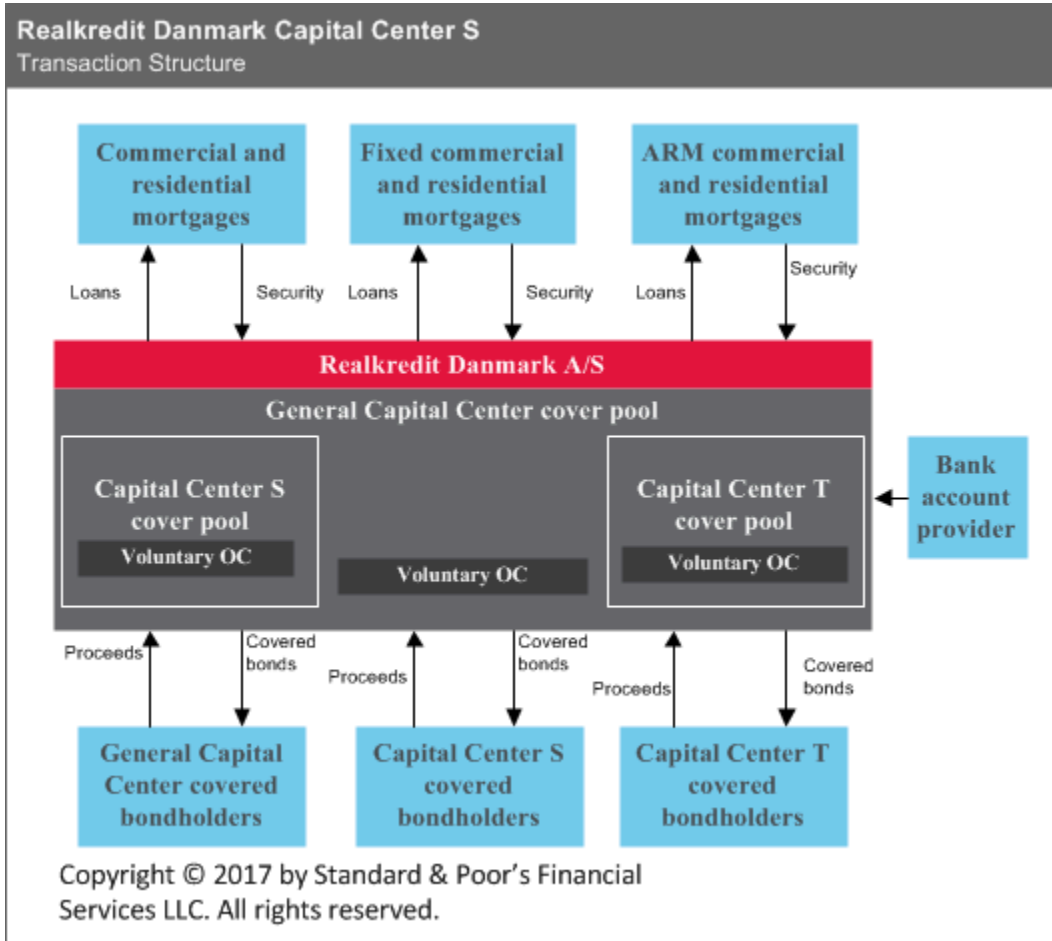 Realkredit Danmark Capital Center S
Transaction Structure
Commercial and
residential
mortgages
Fixed commercial
and residential
mortgages
ARM commercial
and residential
mortgages
Loans
Security
Loans
Security
Loans
Security
Realkredit Danmark A/S
General Capital Center cover pool
Capital Center S
cover pool
Voluntary OC
Voluntary OC
Capital Center T
cover pool
Voluntary OC
Bank
account
provider
Proceeds
Covered
bonds
Proceeds
Covered
bonds
Proceeds
Covered
bonds
General Capital
Center covered
bondholders
Capital Center S
covered
bondholders
Capital Center T
covered
bondholders
Copyright © 2017 by Standard & Poor's Financial
Services LLC. All rights reserved.